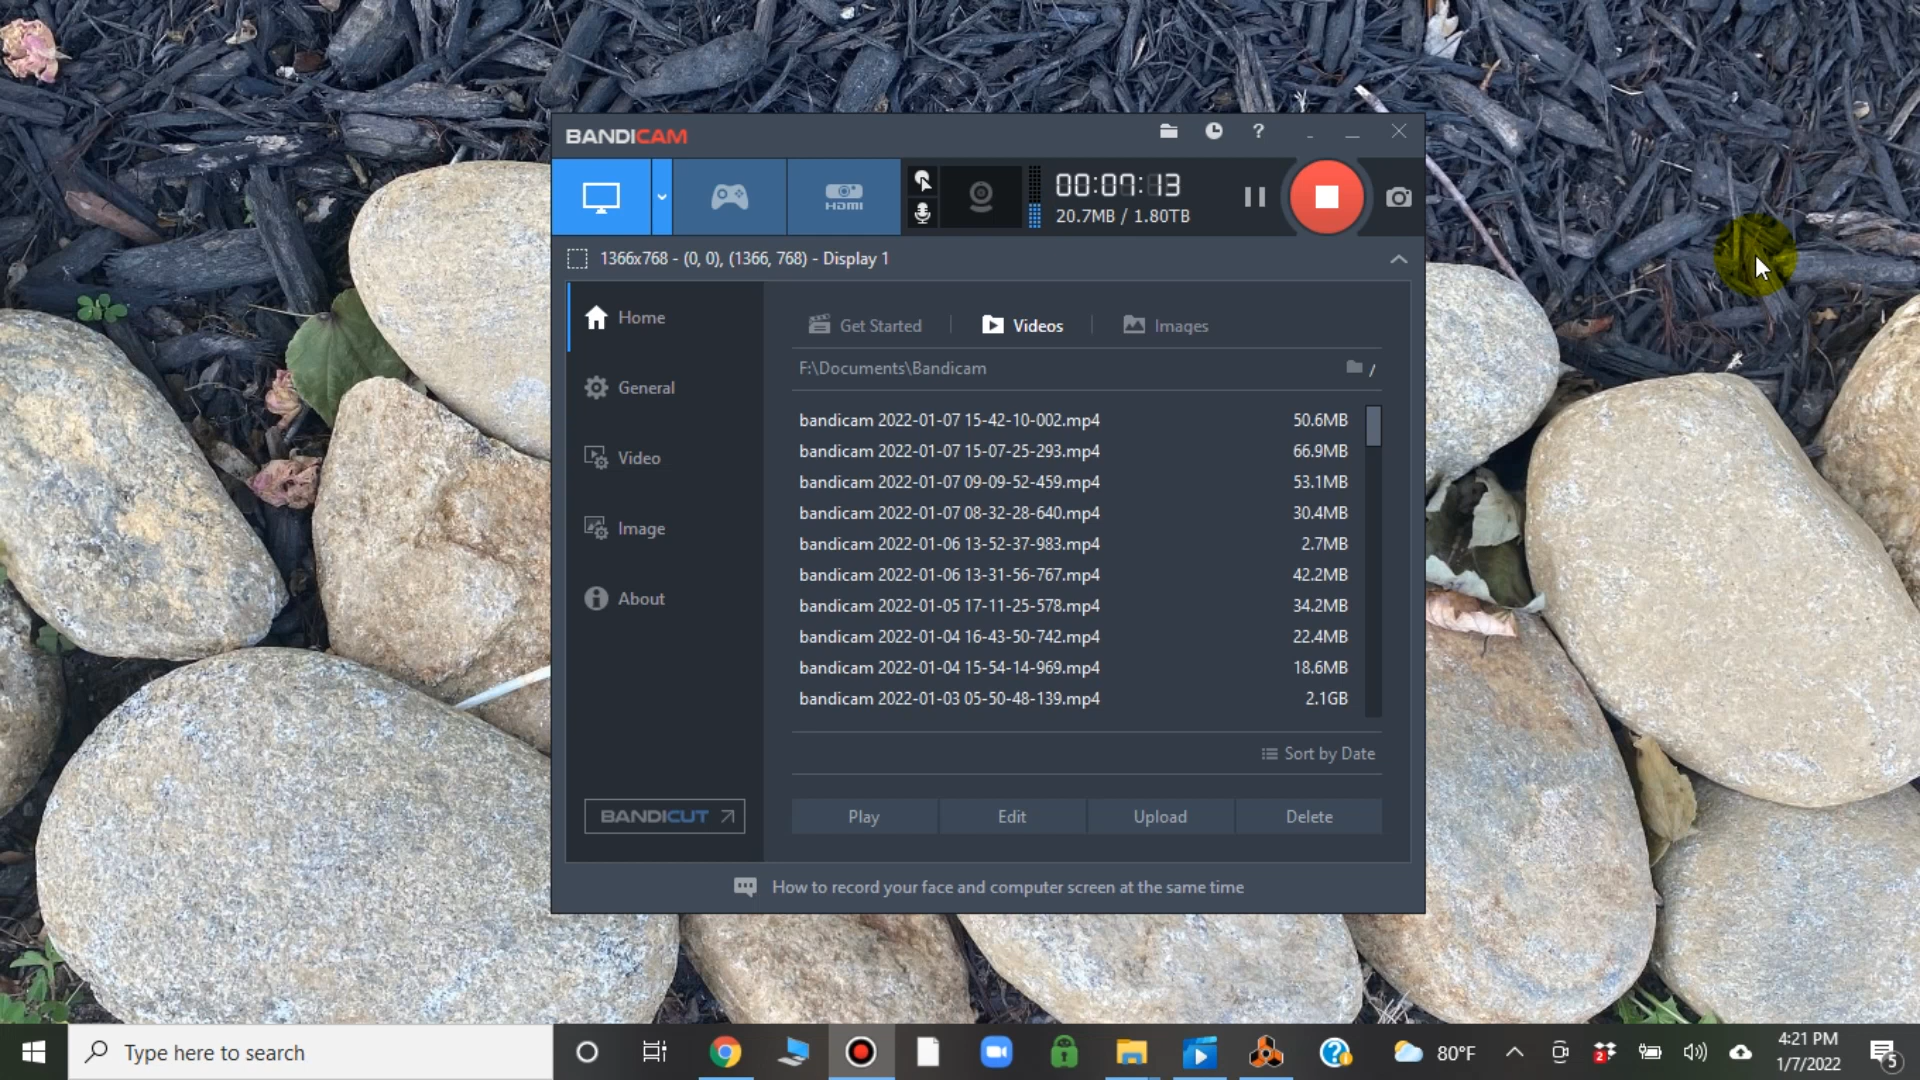 BANDICAM
?
HDMI
00:07:13
20.7MB / 1.80TB
1366x768 - (0, 0), (1366, 768) - Display 1
Home
General
Video
Image
About
BANDICUT
Get Started
Videos
Images
F:\Documents\Bandicam
/
bandicam 2022-01-07 15-42-10-002.mp4 50.6MB
bandicam 2022-01-07 15-07-25-293.mp4 66.9MB
bandicam 2022-01-07 09-09-52-459.mp4 53.1MB
bandicam 2022-01-07 08-32-28-640.mp4 30.4MB
bandicam 2022-01-06 13-52-37-983.mp4 2.7MB
bandicam 2022-01-06 13-31-56-767.mp4 42.2MB
bandicam 2022-01-05 17-11-25-578.mp4 34.2MB
bandicam 2022-01-04 16-43-50-742.mp4 22.4MB
bandicam 2022-01-04 15-54-14-969.mp4 18.6MB
bandicam 2022-01-03 05-50-48-139.mp4 2.1GB
Sort by Date
Play Edit Upload Delete
How to record your face and computer screen at the same time
Type here to search
80°F
2
4:21 PM
1/7/2022
5